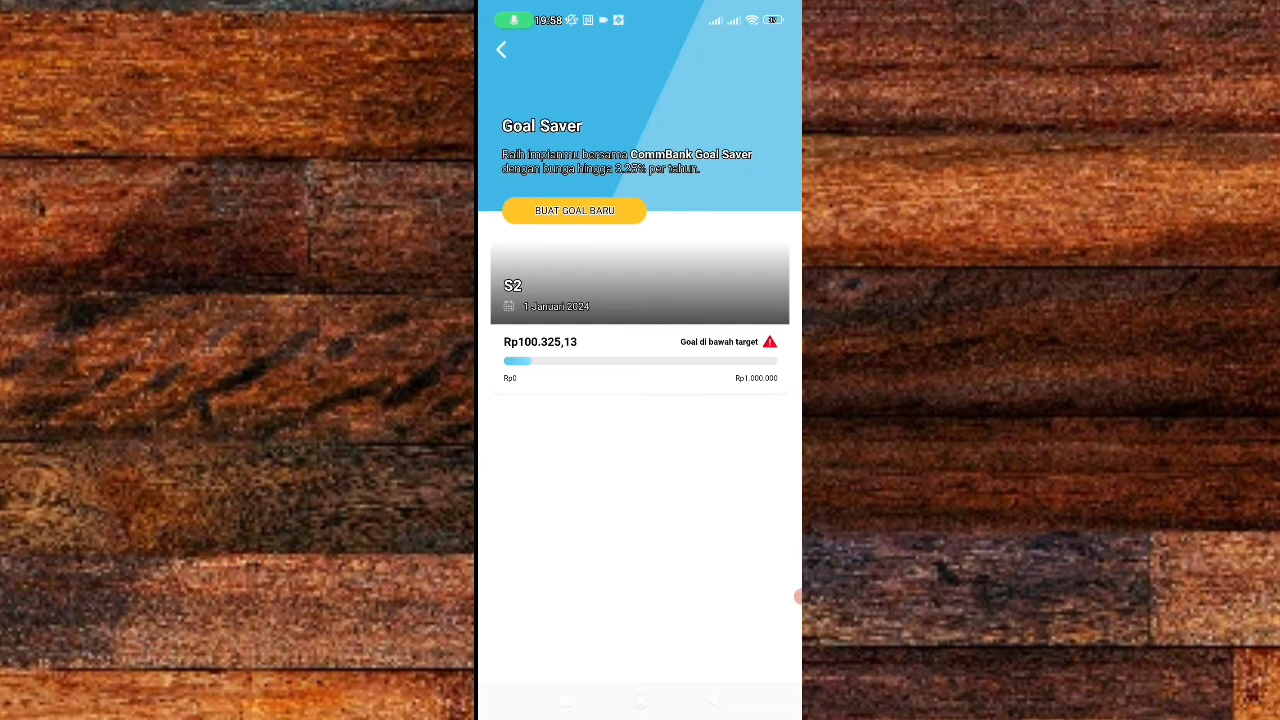 19:58
Goal Saver
Raih impianmu bersama CommBank Goal Saver
dengan bunga hingga 3.25% per tahun.
BUAT GOAL BARU
S2
1 Januari 2024
Rp100.325,13
Goal di bawah target
Rp0
Rp1.000.000